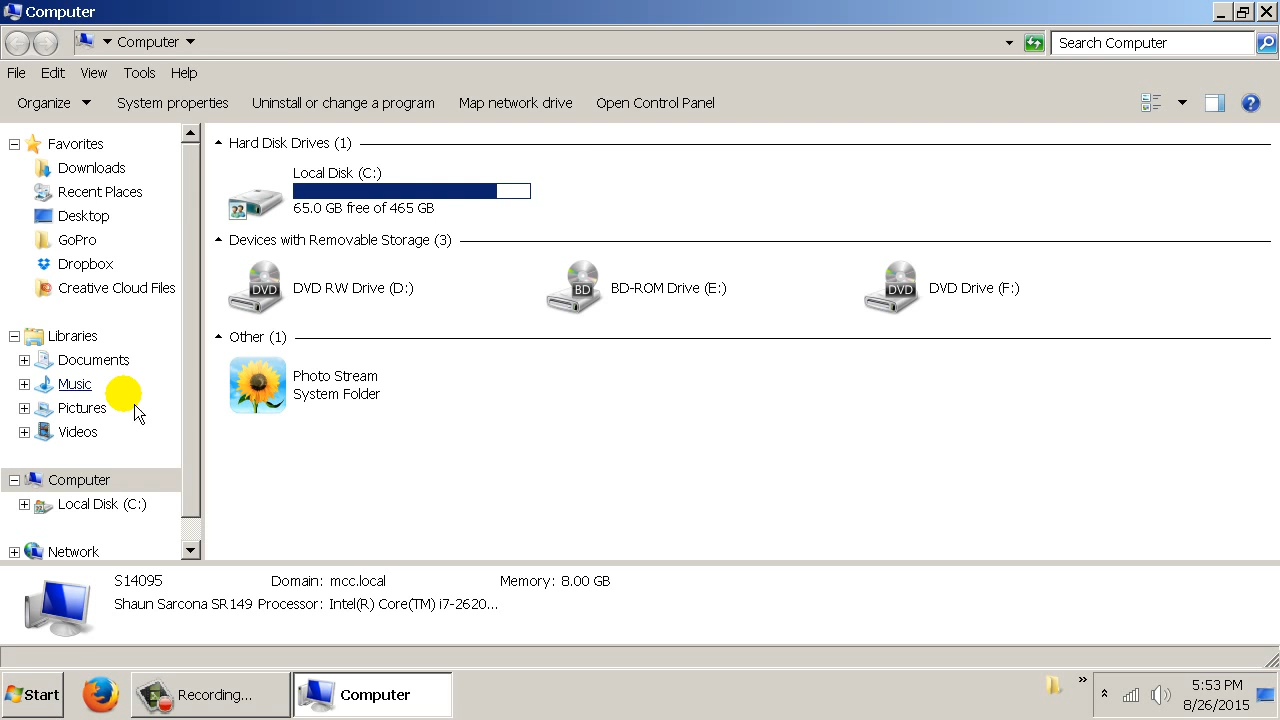 Computer
Computer
Search Computer
File Edit View Tools Help
Organize System properties Uninstall or change a program Map network drive Open Control Panel
Favorites
Downloads
Recent Places
Desktop
GoPro
Dropbox
Creative Cloud Files
Libraries
Documents
Music
Pictures
Videos
Computer
Local Disk (C:)
Network
Hard Disk Drives (1)
Local Disk (C:)
65.0 GB free of 465 GB
Devices with Removable Storage (3)
DVD DVD RW Drive (D:)
BD BD-ROM Drive (E:)
DVD DVD Drive (F:)
Other (1)
Photo Stream
System Folder
S14095 Domain: mcc.local Memory: 8.00 GB
Shaun Sarcona SR149 Processor: Intel(R) Core(TM) i7-2620...
Start Recording... Computer
» 5:53 PM
8/26/2015